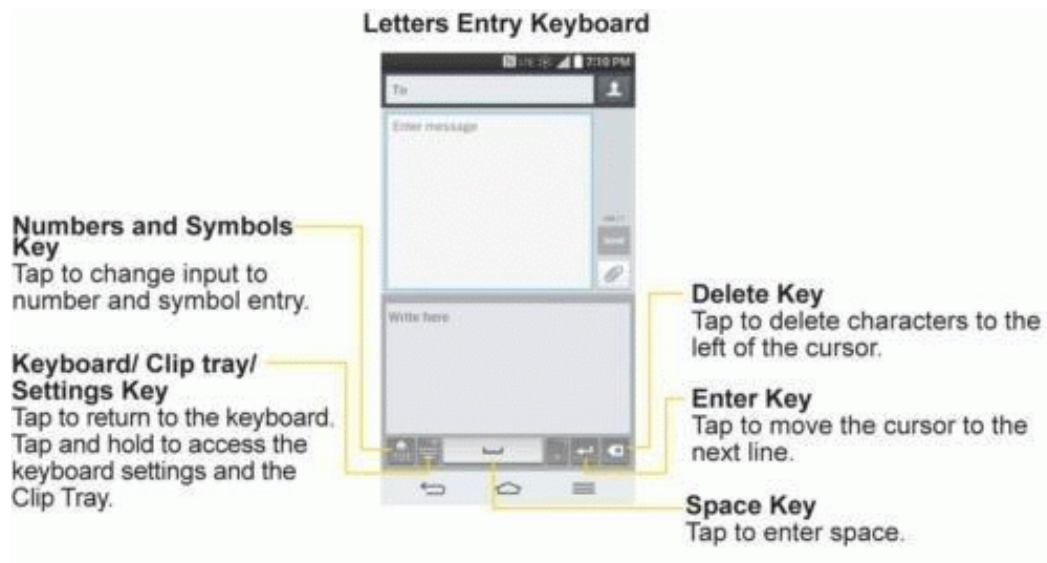 Letters Entry Keyboard
7:10 PM
To
Enter message
Numbers and Symbols
Key
Tap to change input to
number and symbol entry.
Write here
Delete Key
Tap to delete characters to the
left of the cursor.
Keyboard/ Clip tray/
Settings Key
Tap to return to the keyboard.
Tap and hold to access the
keyboard settings and the
Clip Tray.
Enter Key
Tap to move the cursor to the
next line.
Space Key
Tap to enter space.